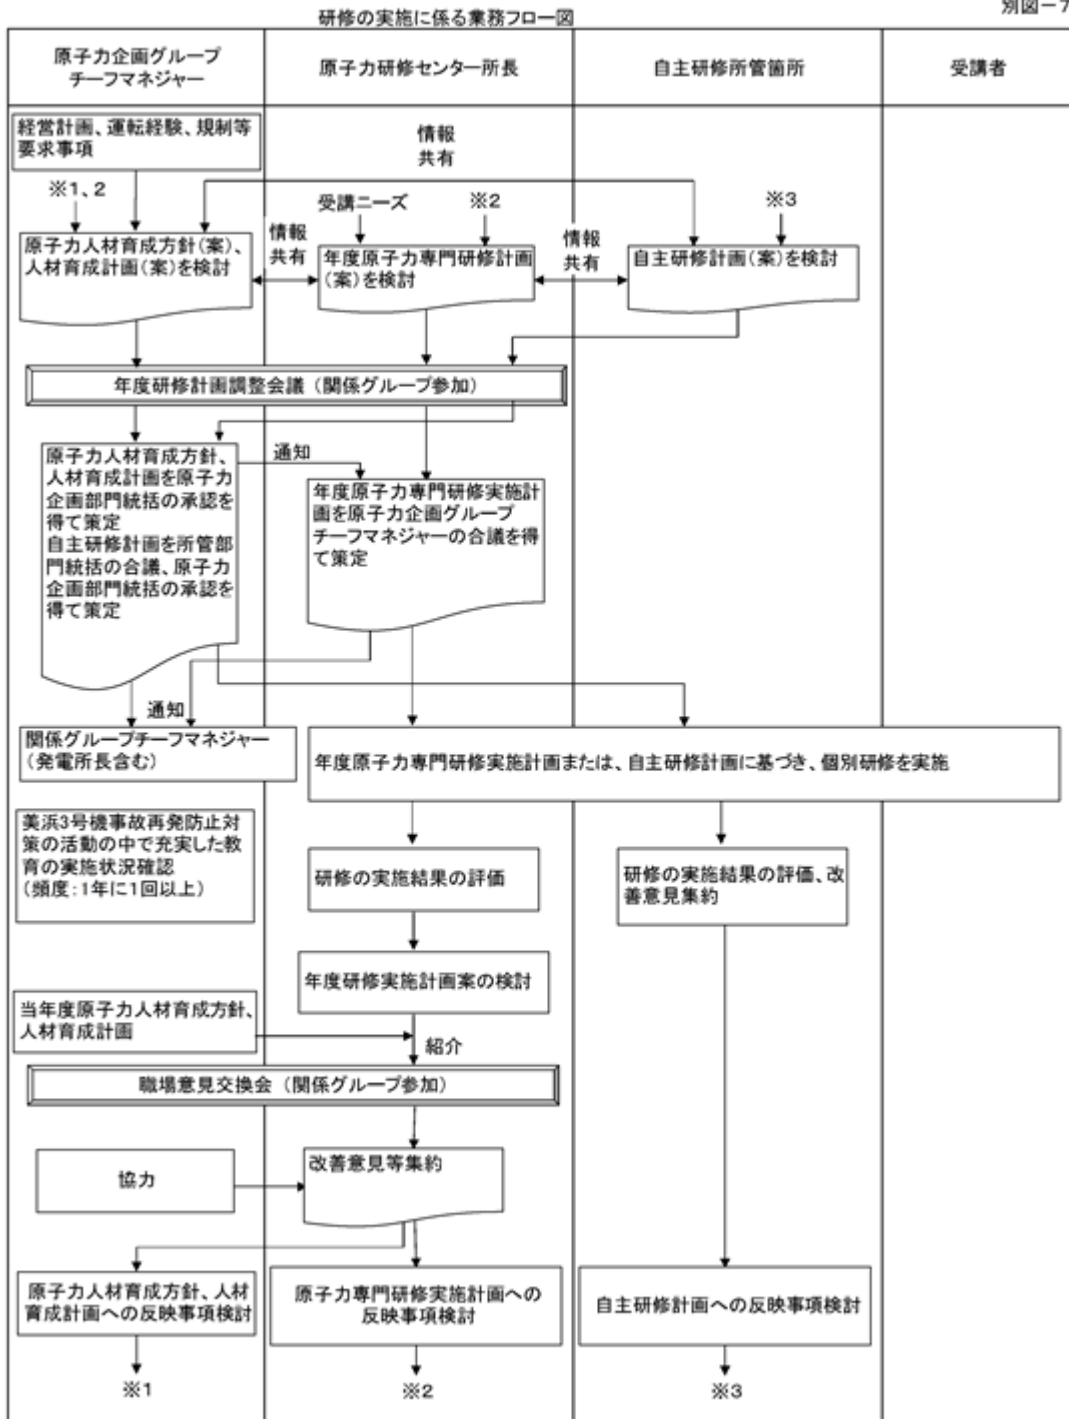 別図－7
研修の実施に係る業務フロー図
原子力企画グループ
チーフマネジャー
原子力研修センター所長
自主研修所管箇所
受講者
経営計画、運転経験、規制等
要求事項
情報
共有
※1、2
受講ニーズ
※2
※3
原子力人材育成方針（案）、
人材育成計画（案）を検討
情報
共有
年度原子力専門研修計画
（案）を検討
情報
共有
自主研修計画（案）を検討
年度研修計画調整会議（関係グループ参加）
原子力人材育成方針、
人材育成計画を原子力
企画部門統括の承認を
得て策定
自主研修計画を所管部
門統括の合議、原子力
企画部門統括の承認を
得て策定
通知
年度原子力専門研修実施計
画を原子力企画グループ
チーフマネジャーの合議を得
て策定
通知
関係グループチーフマネジャー
（発電所長含む）
年度原子力専門研修実施計画または、自主研修計画に基づき、個別研修を実施
美浜3号機事故再発防止対
策の活動の中で充実した教
育の実施状況確認
（頻度：1年に1回以上）
研修の実施結果の評価
研修の実施結果の評価、改
善意見集約
年度研修実施計画案の検討
当年度原子力人材育成方針、
人材育成計画
紹介
職場意見交換会（関係グループ参加）
協力
改善意見等集約
原子力人材育成方針、人材
育成計画への反映事項検討
原子力専門研修実施計画への
反映事項検討
自主研修計画への反映事項検討
※1
※2
※3